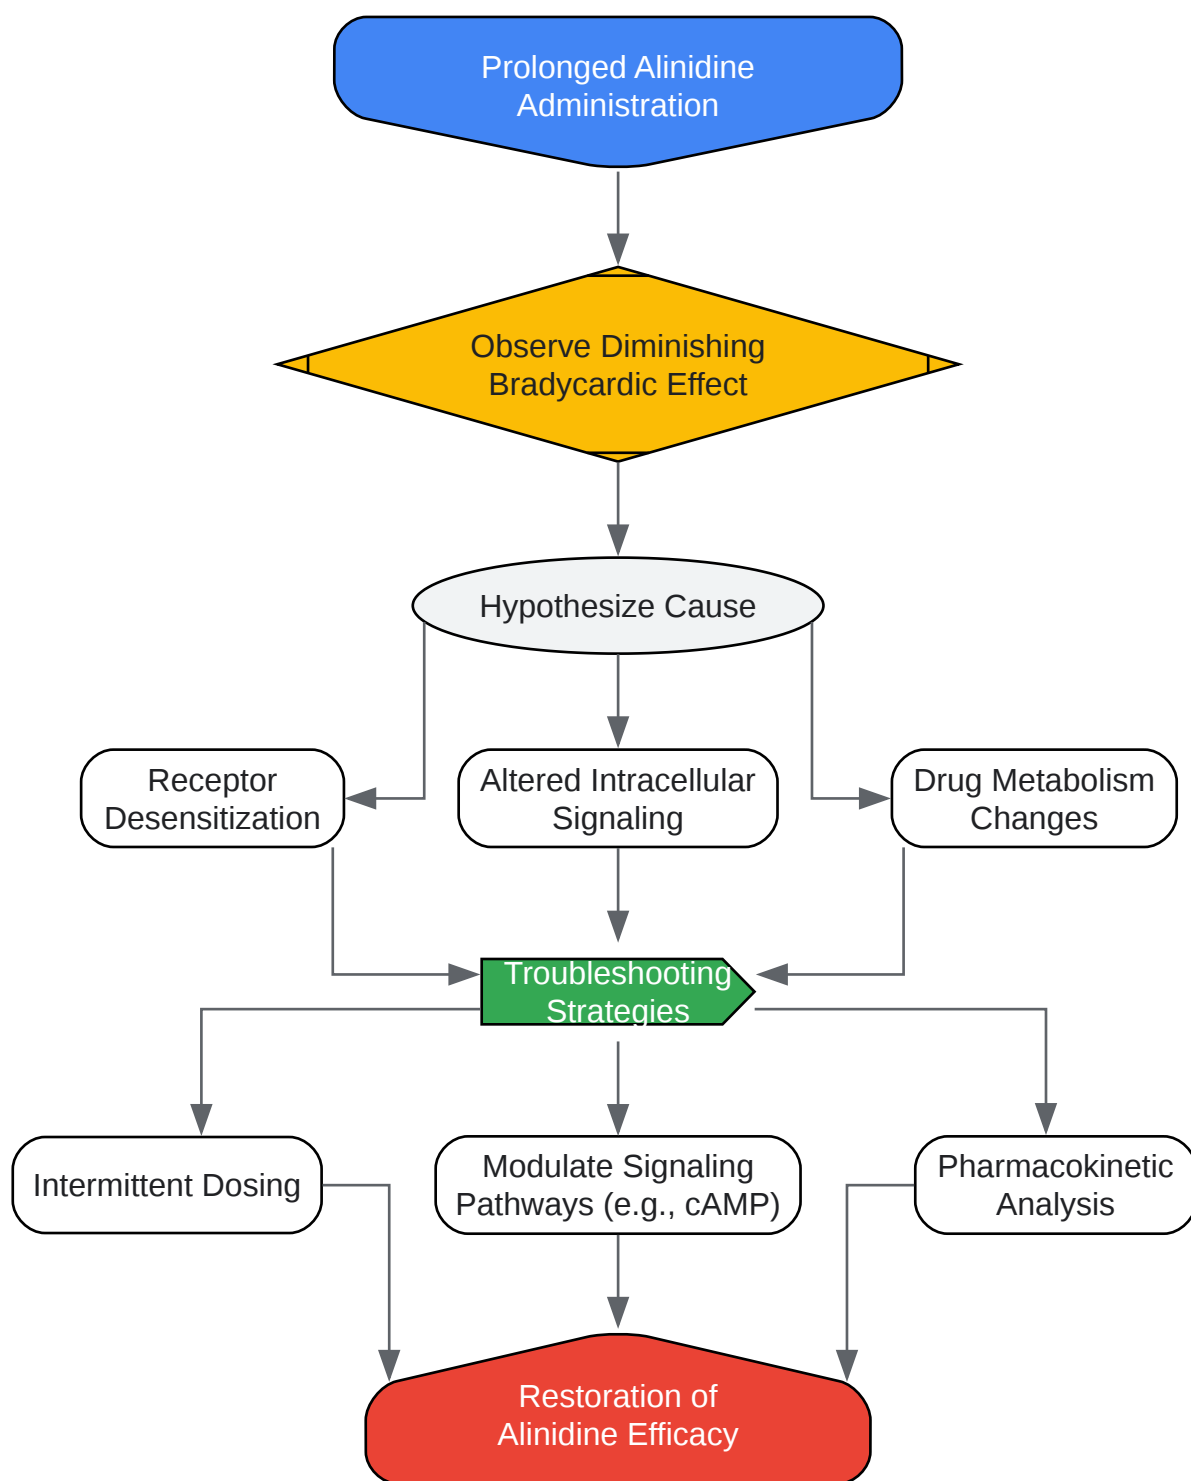 Prolonged Alinidine
Administration
Observe Diminishing
Bradycardic Effect
Hypothesize Cause
Receptor
Desensitization
Altered Intracellular
Signaling
Drug Metabolism
Changes
Troubleshooting
Strategies
Intermittent Dosing
Modulate Signaling
Pathways (e.g., cAMP)
Pharmacokinetic
Analysis
Restoration of
Alinidine Efficacy